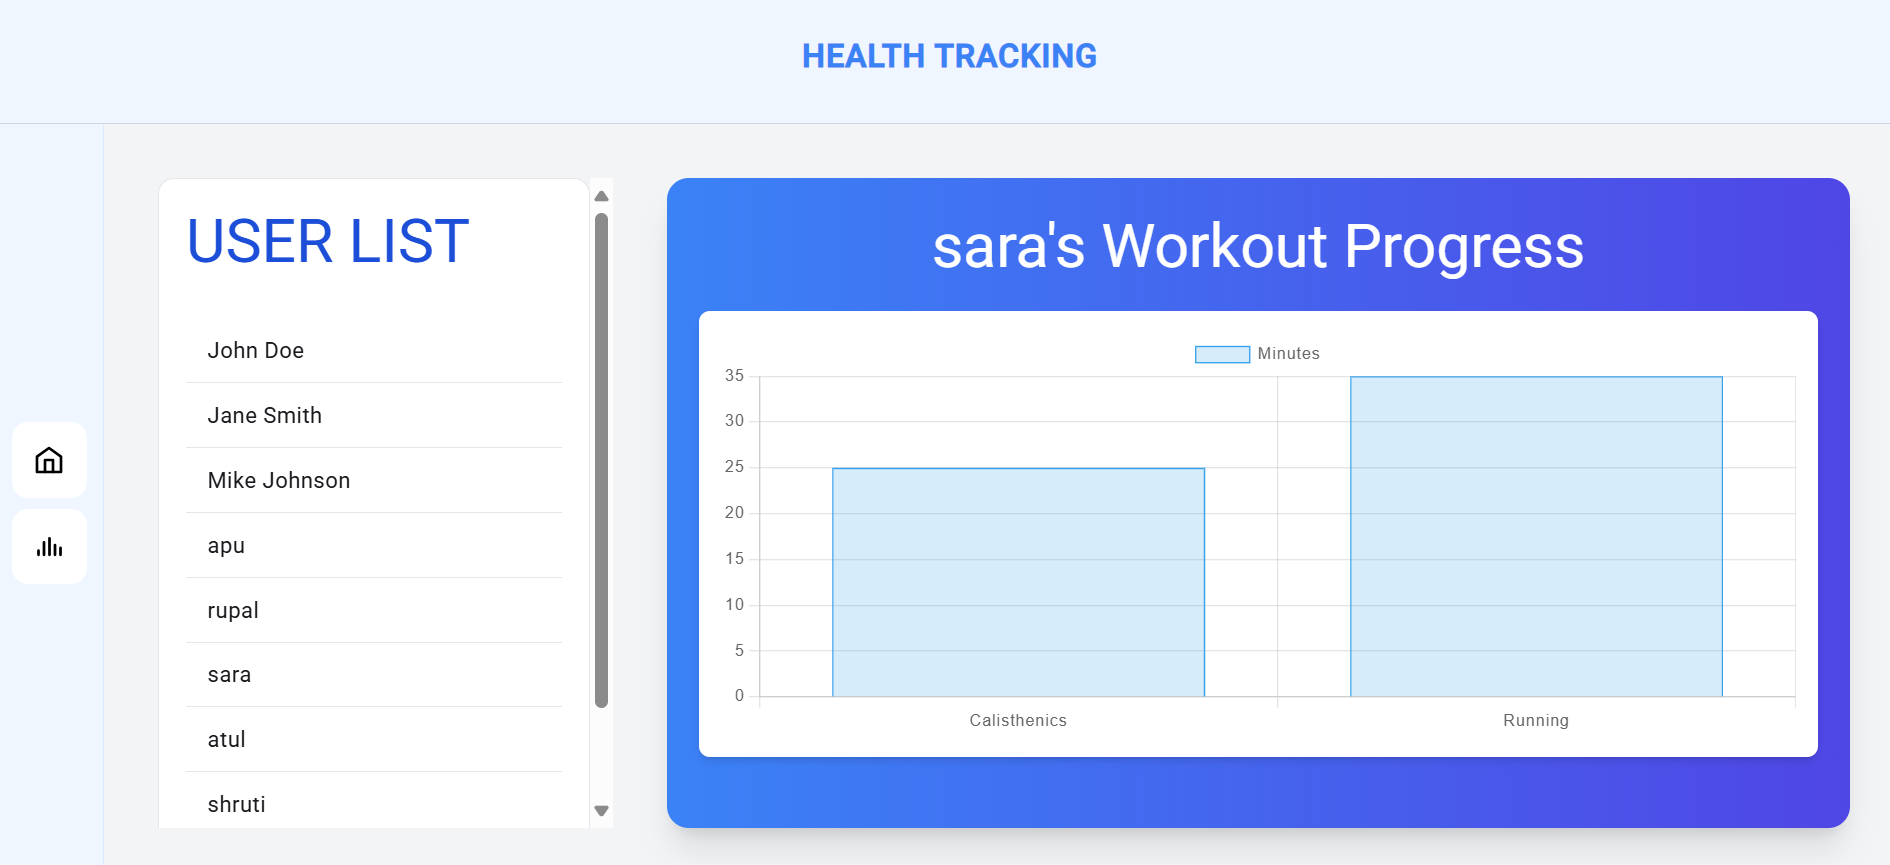 HEALTH TRACKING
USER LIST
John Doe
Jane Smith
Mike Johnson
apu
rupal
sara
atul
shruti
sara's Workout Progress
Minutes
35
30
25
20
15
10
5
0
Calisthenics
Running